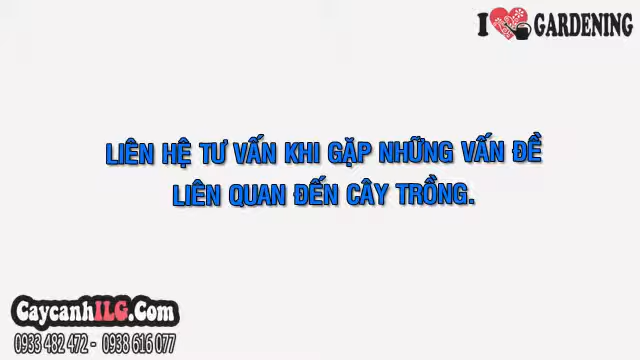 I GARDENING
LIÊN HỆ TƯ VẤN KHI GẶP NHỮNG VẤN ĐỀ
LIÊN QUAN ĐẾN CÂY TRỒNG.
CaycanhILG.Com
0933 482 472 - 0938 616 077